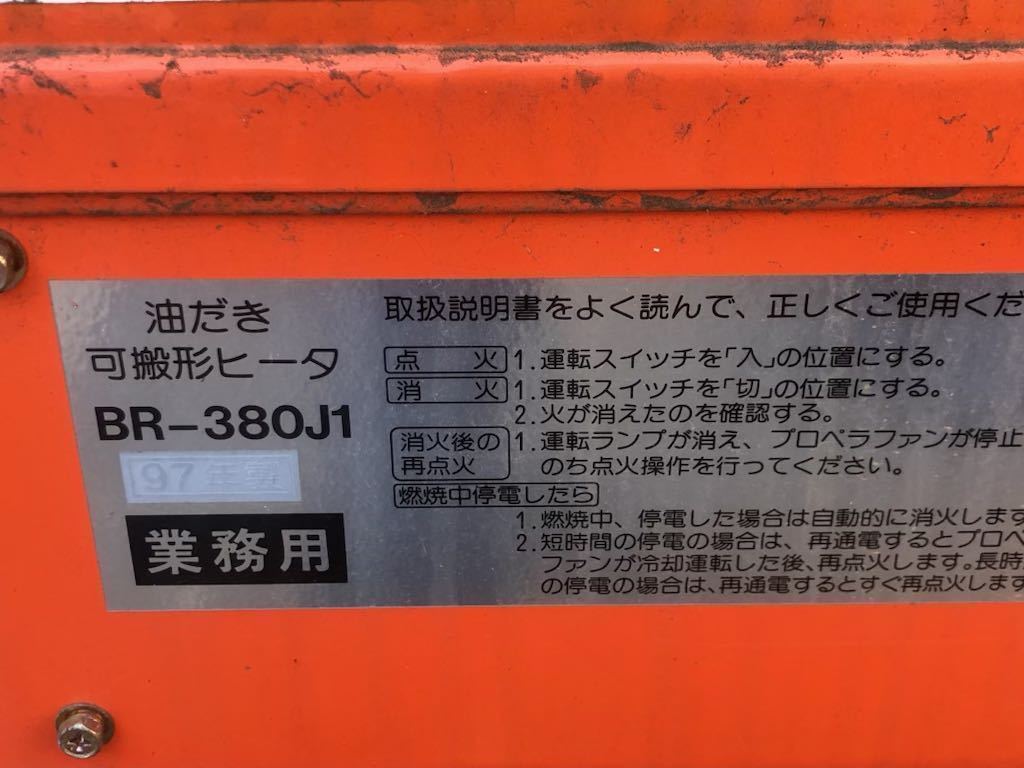 油だき
可搬形ヒータ
BR-380J1
97年製
業務用
取扱説明書をよく読んで、正しくご使用くだ
点火 1.運転スイッチを「入」の位置にする。
消火 1.運転スイッチを「切」の位置にする。
2.火が消えたのを確認する。
消火後の
再点火
1.運転ランプが消え、プロペラファンが停止
のち点火操作を行ってください。
燃焼中停電したら
1.燃焼中、停電した場合は自動的に消火します
2.短時間の停電の場合は、再通電するとプロペ
ファンが冷却運転した後、再点火します。長時
の停電の場合は、再通電するとすぐ再点火します